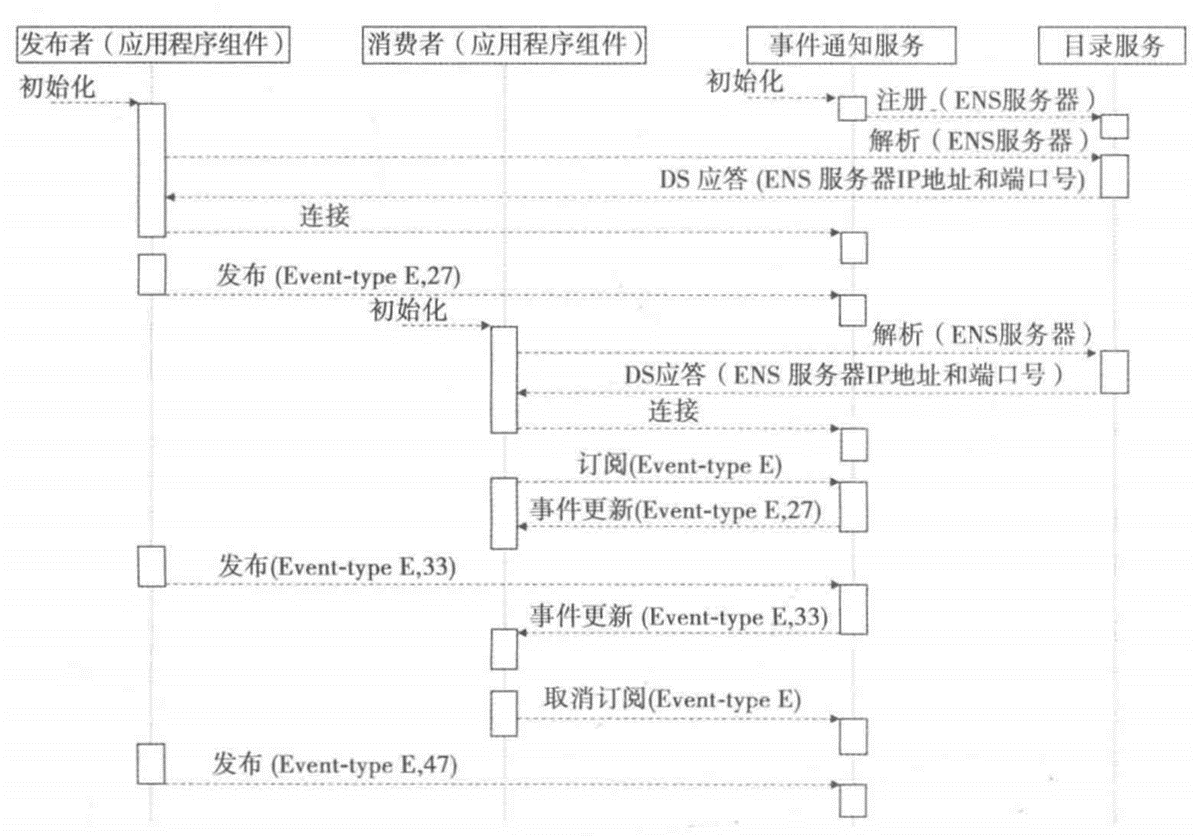 发布者（应用程序组件）
消费者（应用程序组件）
事件通知服务
目录服务
初始化
初始化
注册（ENS服务器）
解析（ENS服务器）
DS 应答 (ENS 服务器IP地址和端口号)
连接
发布 (Event-type E,27)
初始化
解析（ENS服务器）
DS应答（ENS 服务器IP地址和端口号）
连接
订阅(Event-type E)
事件更新(Event-type E,27)
发布(Event-type E,33)
事件更新 (Event-type E,33)
取消订阅(Event-type E)
发布 (Event-type E,47)